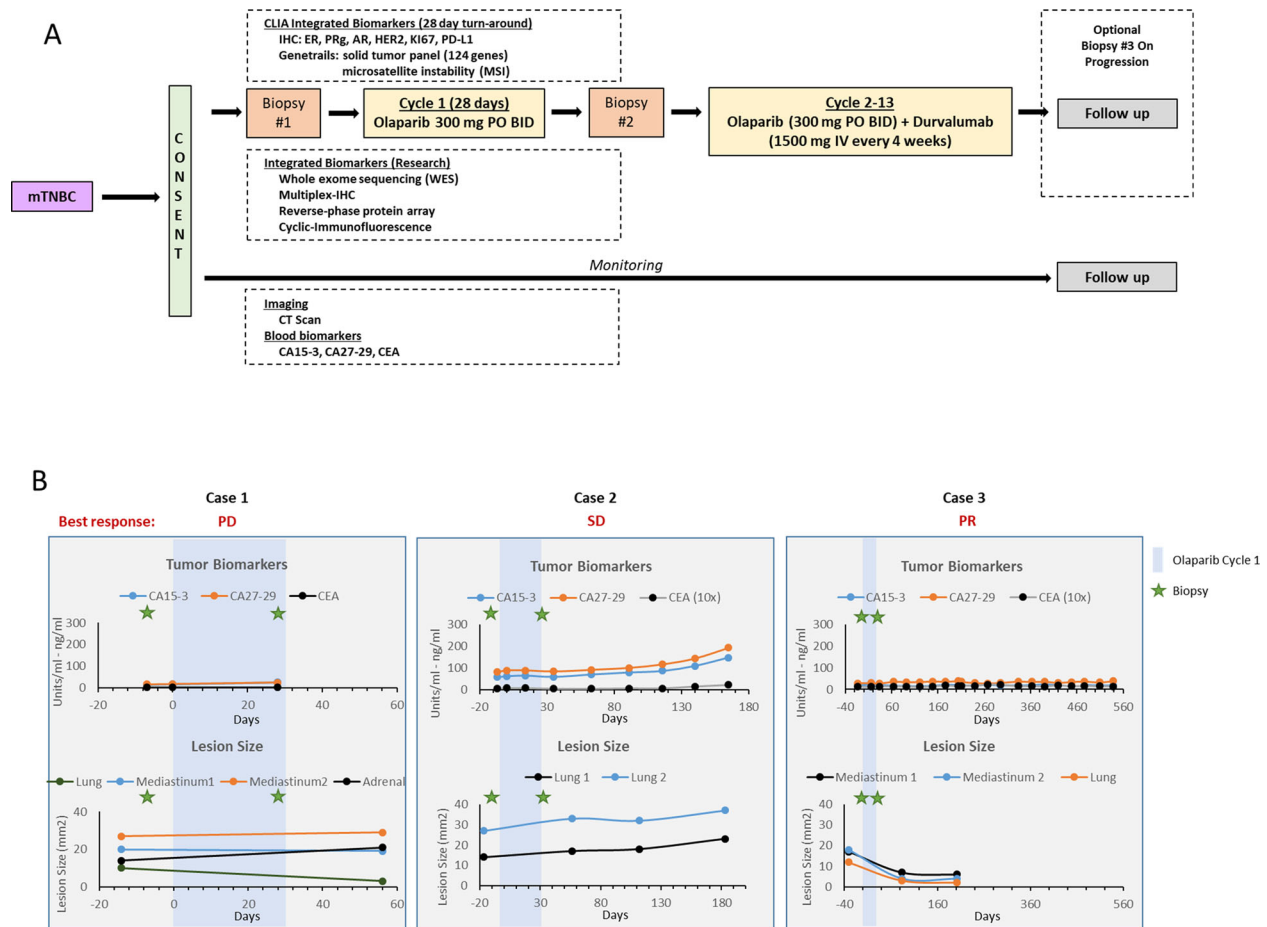 A
CLIA Integrated Biomarkers (28 day turn-around)
IHC: ER, PRg, AR, HER2, KI67, PD-L1
Genetrails: solid tumor panel (124 genes)
microsatellite instability (MSI)
Optional
Biopsy #3 On
Progression
mTNBC
CONSENT
Biopsy
#1
Cycle 1 (28 days)
Olaparib 300 mg PO BID
Biopsy
#2
Cycle 2-13
Olaparib (300 mg PO BID) + Durvalumab
(1500 mg IV every 4 weeks)
Follow up
Integrated Biomarkers (Research)
Whole exome sequencing (WES)
Multiplex-IHC
Reverse-phase protein array
Cyclic-Immunofluorescence
Monitoring
Follow up
Imaging
CT Scan
Blood biomarkers
CA15-3, CA27-29, CEA
B
Best response:
Case 1
PD
Tumor Biomarkers
CA15-3 CA27-29 CEA
Units/ml - ng/ml
300
200
100
0
-20 0 20 40 60
Days
Lesion Size
Lung Mediastinum1 Mediastinum2 Adrenal
Lesion Size (mm2)
40
20
0
-20 0 20 40 60
Days
Case 2
SD
Tumor Biomarkers
CA15-3 CA27-29 CEA (10x)
Units/ml - ng/ml
300
200
100
0
-20 30 80 130 180
Days
Lesion Size
Lung 1 Lung 2
Lesion Size (mm2)
40
30
20
10
0
-20 30 80 130 180
Days
Case 3
PR
Tumor Biomarkers
CA15-3 CA27-29 CEA (10x)
Units/ml - ng/ml
300
200
100
0
-40 60 160 260 360 460 560
Days
Lesion Size
Mediastinum 1 Mediastinum 2 Lung
Lesion Size (mm2)
40
30
20
10
0
-40 160 360 560
Days
Olaparib Cycle 1
Biopsy